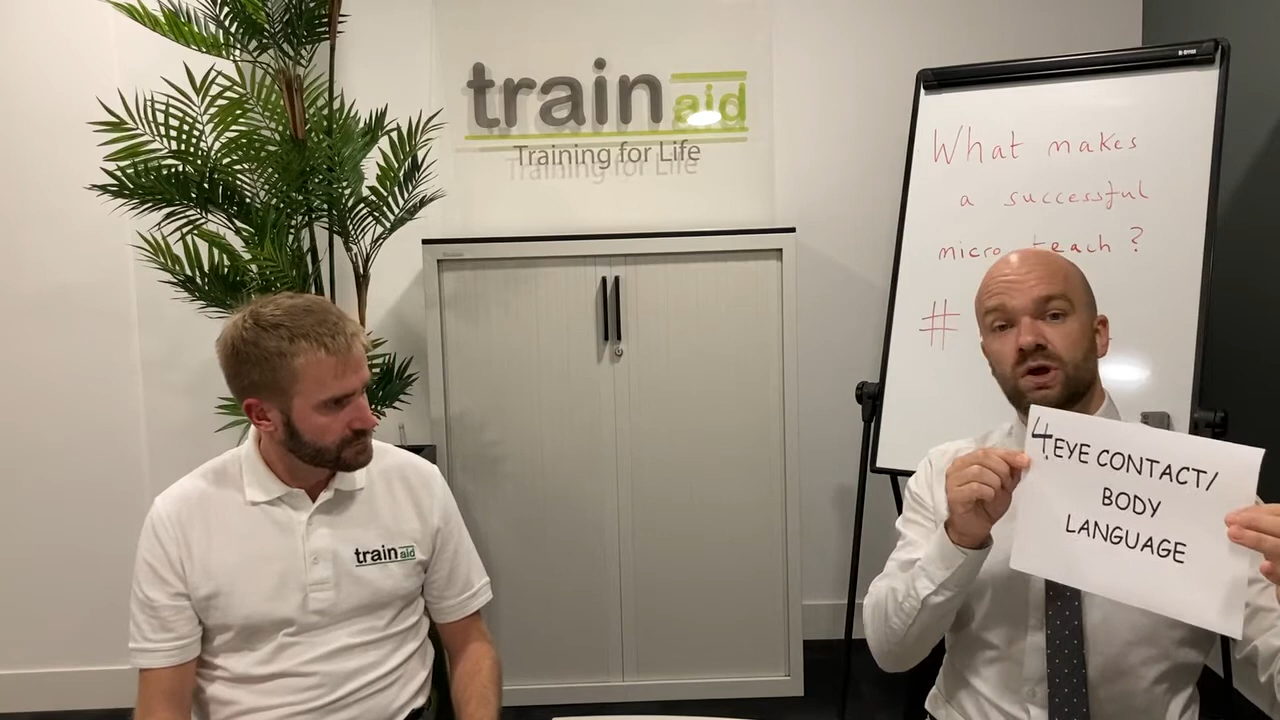 train aid
Training for Life
What makes
a successful
micro teach?
#
4. EYE CONTACT/
BODY
LANGUAGE
train aid